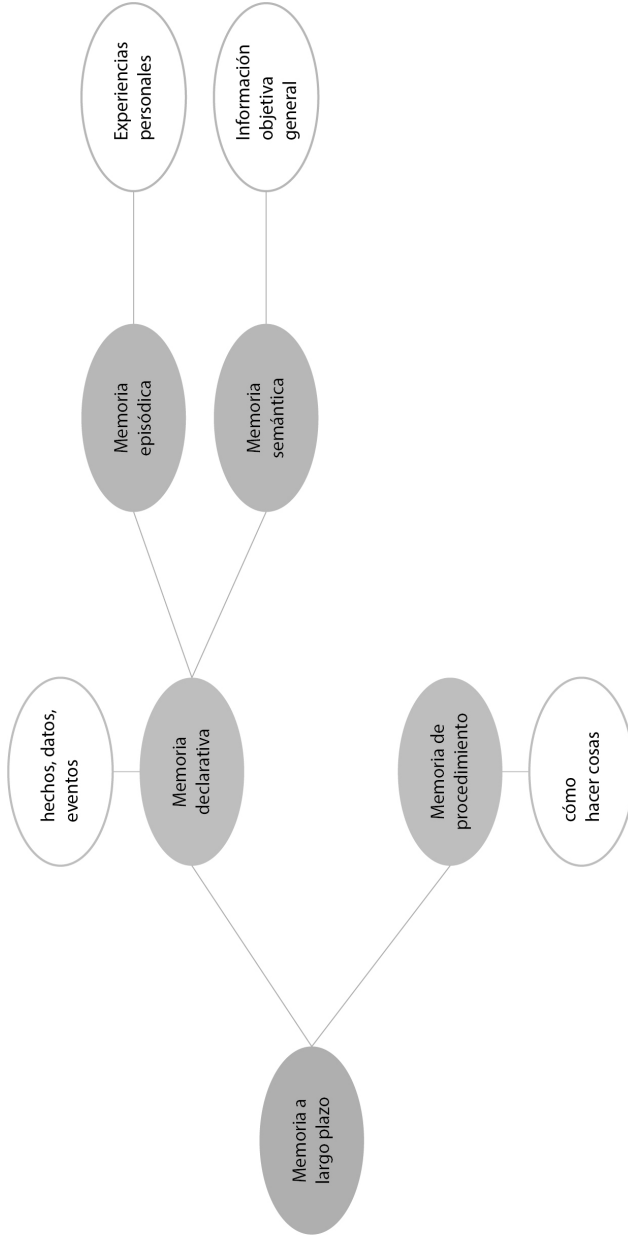 Memoria a
largo plazo
hechos, datos,
eventos
Memoria
declarativa
Memoria de
procedimiento
cómo
hacer cosas
Memoria
episódica
Memoria
semántica
Experiencias
personales
Información
objetiva
general